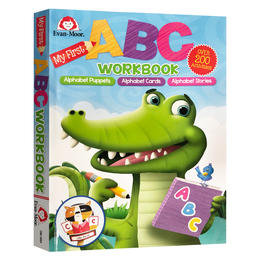 Evan-Moor
My First
ABC
WORKBOOK
OVER
200
Activities!
Alphabet Puppets
Alphabet Cards
Alphabet Stories
A
B
C
My First
ABC WORKBOOK